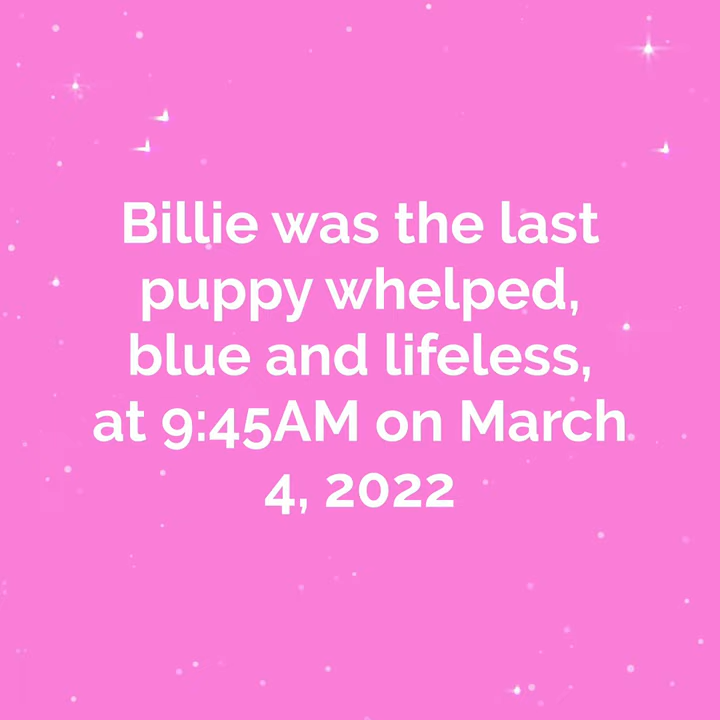 Billie was the last
puppy whelped,
blue and lifeless,
at 9:45AM on March
4, 2022